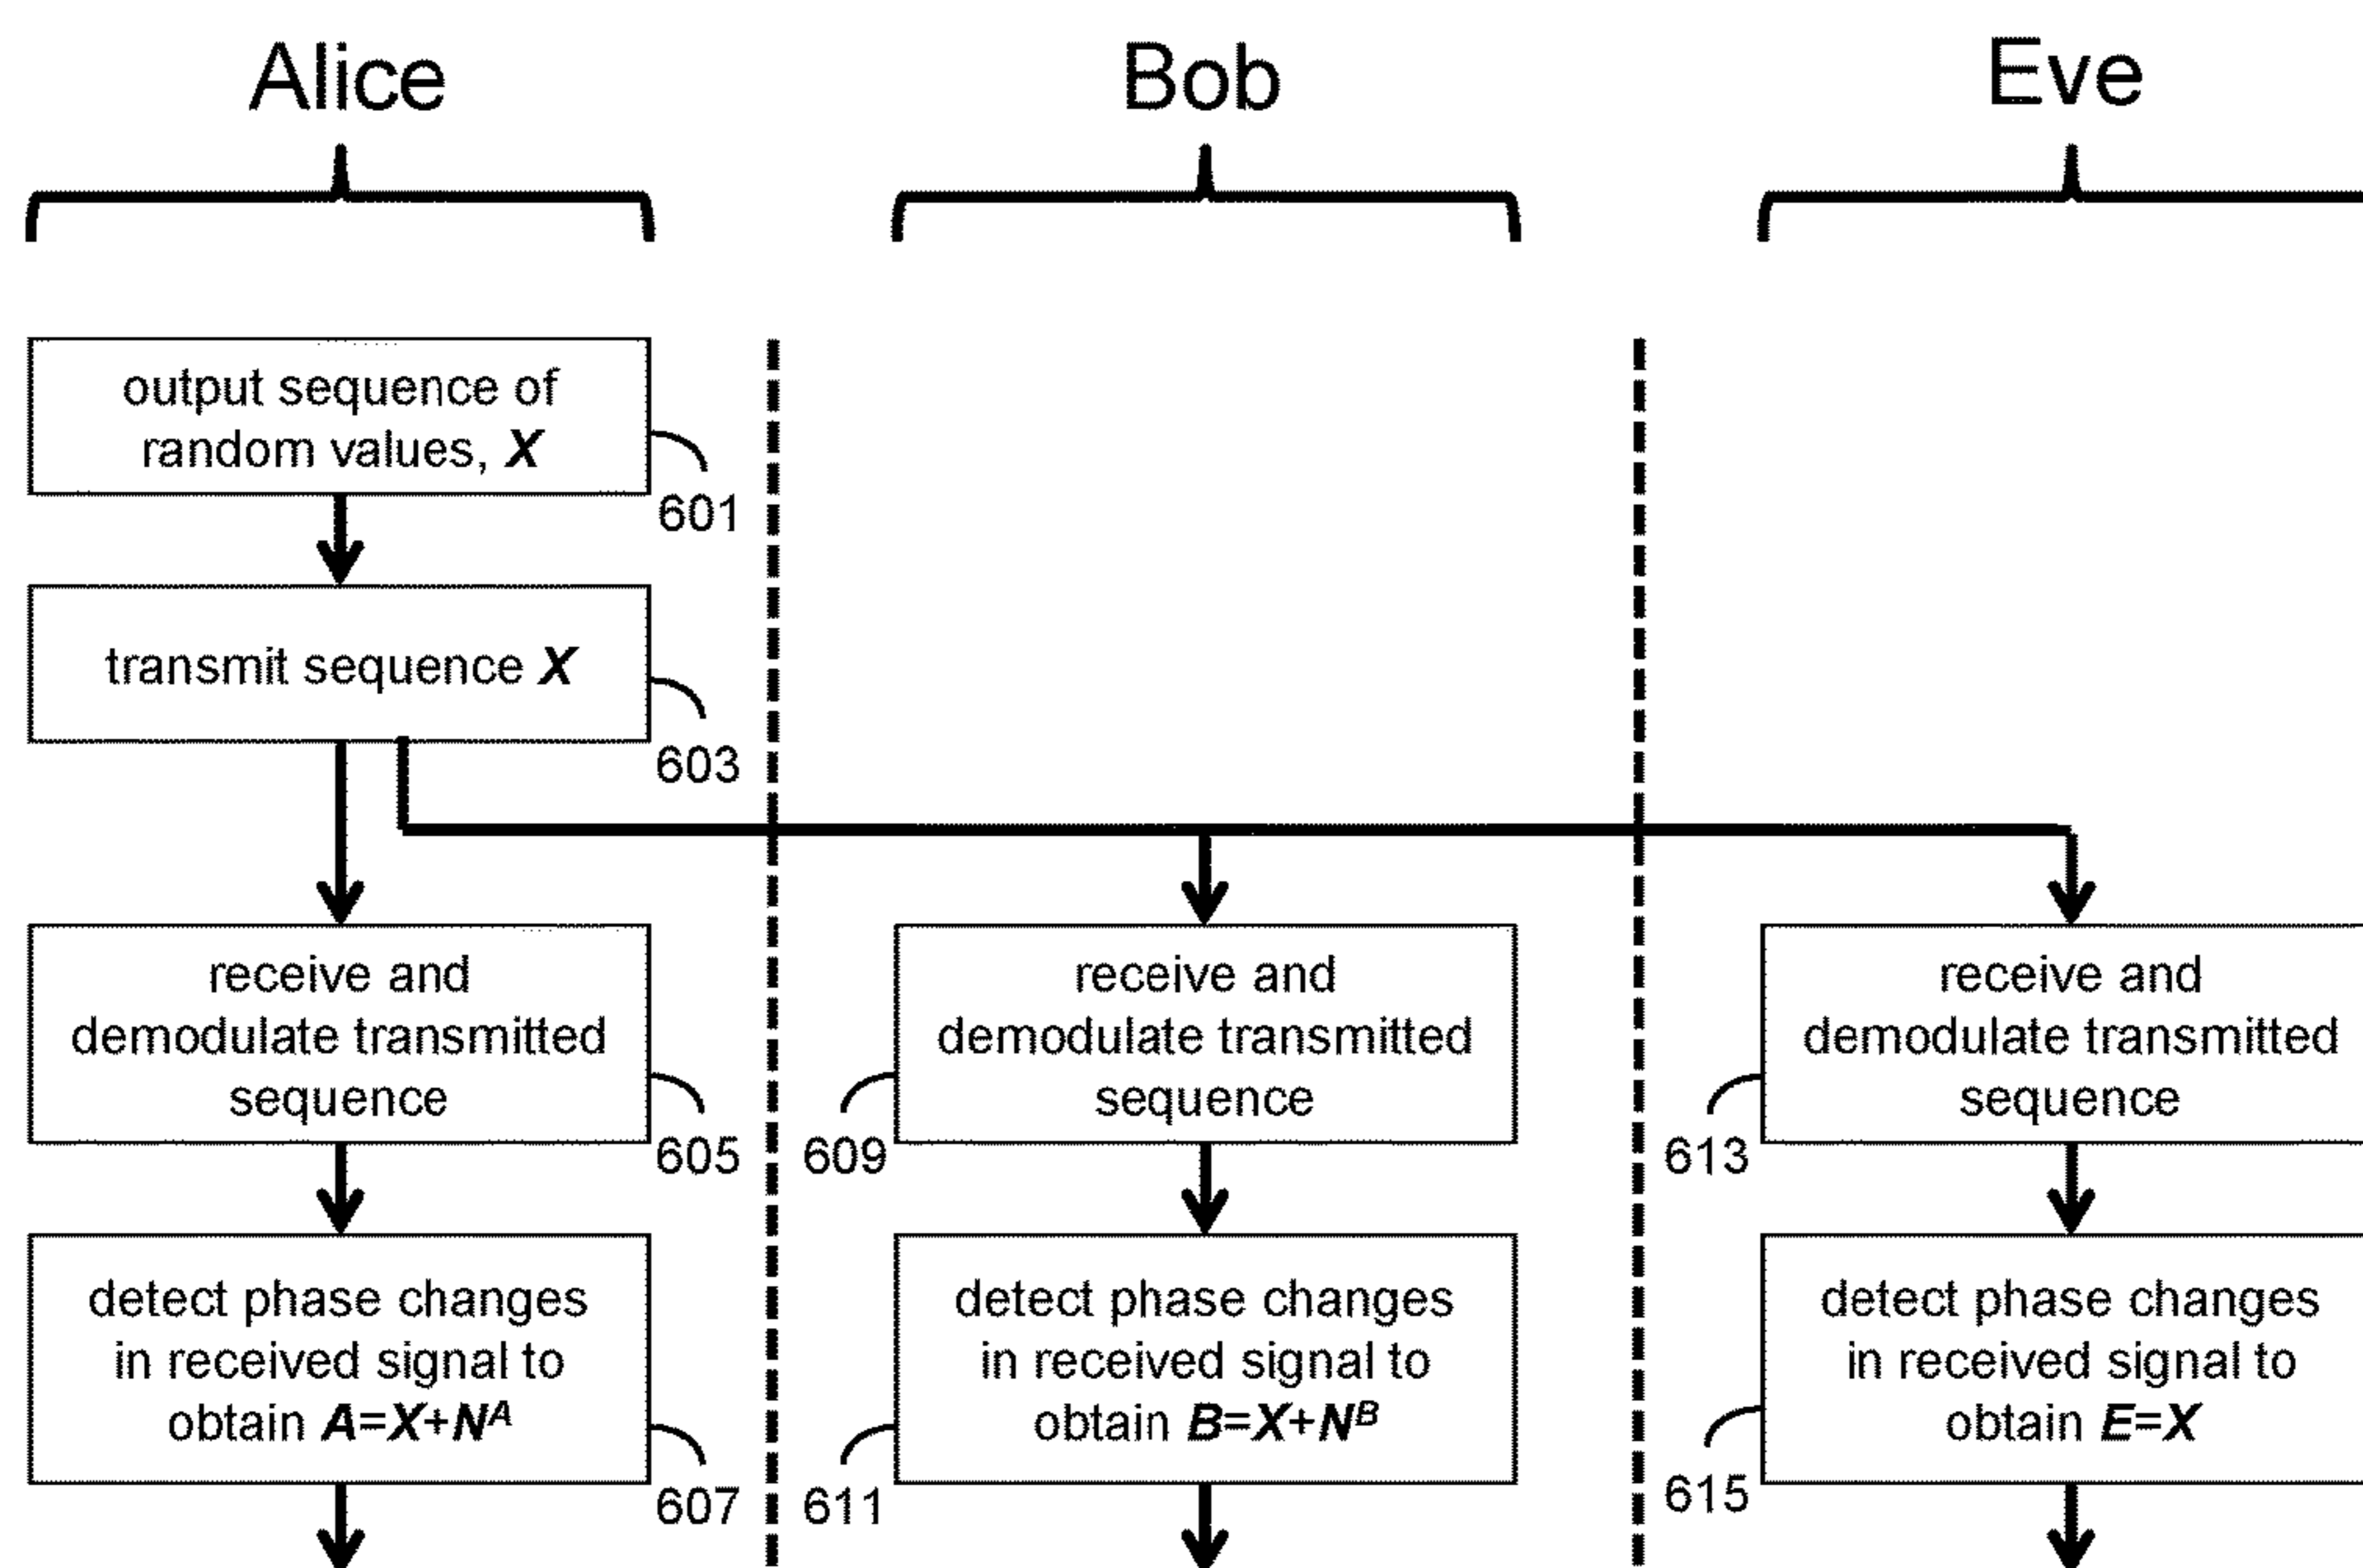 Alice
Bob
Eve
output sequence of
random values, X
601
transmit sequence X
603
receive and
demodulate transmitted
sequence
605
receive and
demodulate transmitted
sequence
609
receive and
demodulate transmitted
sequence
613
detect phase changes
in received signal to
obtain A=X+Nᴬ
607
detect phase changes
in received signal to
obtain B=X+Nᴮ
611
detect phase changes
in received signal to
obtain E=X
615